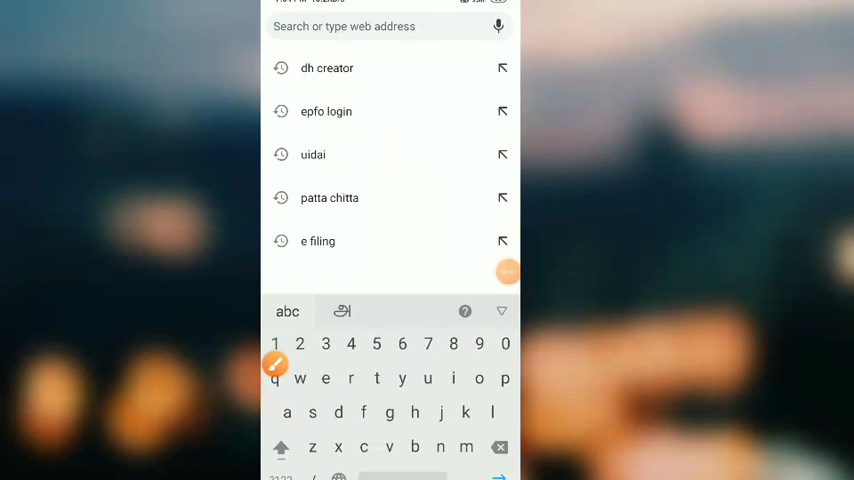 Search or type web address
dh creator
epfo login
uidai
patta chitta
e filing
abc அ
1 2 3 4 5 6 7 8 9 0
q w e r t y u i o p
a s d f g h j k l
z x c v b n m